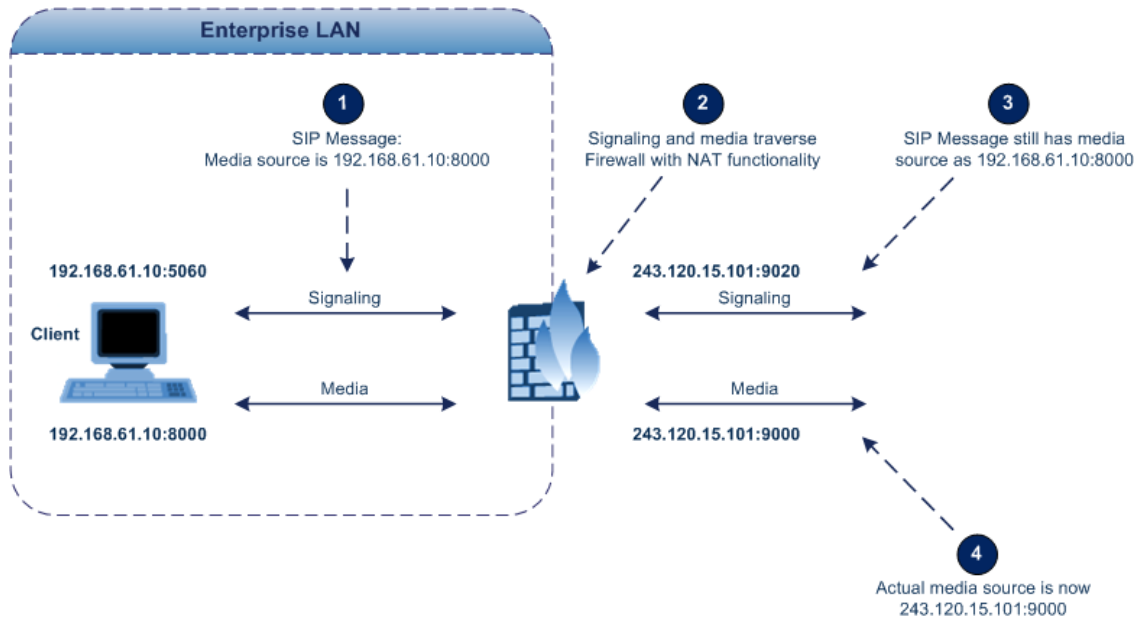 Enterprise LAN
1
SIP Message:
Media source is 192.168.61.10:8000
2
Signaling and media traverse
Firewall with NAT functionality
3
SIP Message still has media
source as 192.168.61.10:8000
192.168.61.10:5060
243.120.15.101:9020
Signaling
Signaling
Client
Media
Media
192.168.61.10:8000
243.120.15.101:9000
4
Actual media source is now
243.120.15.101:9000